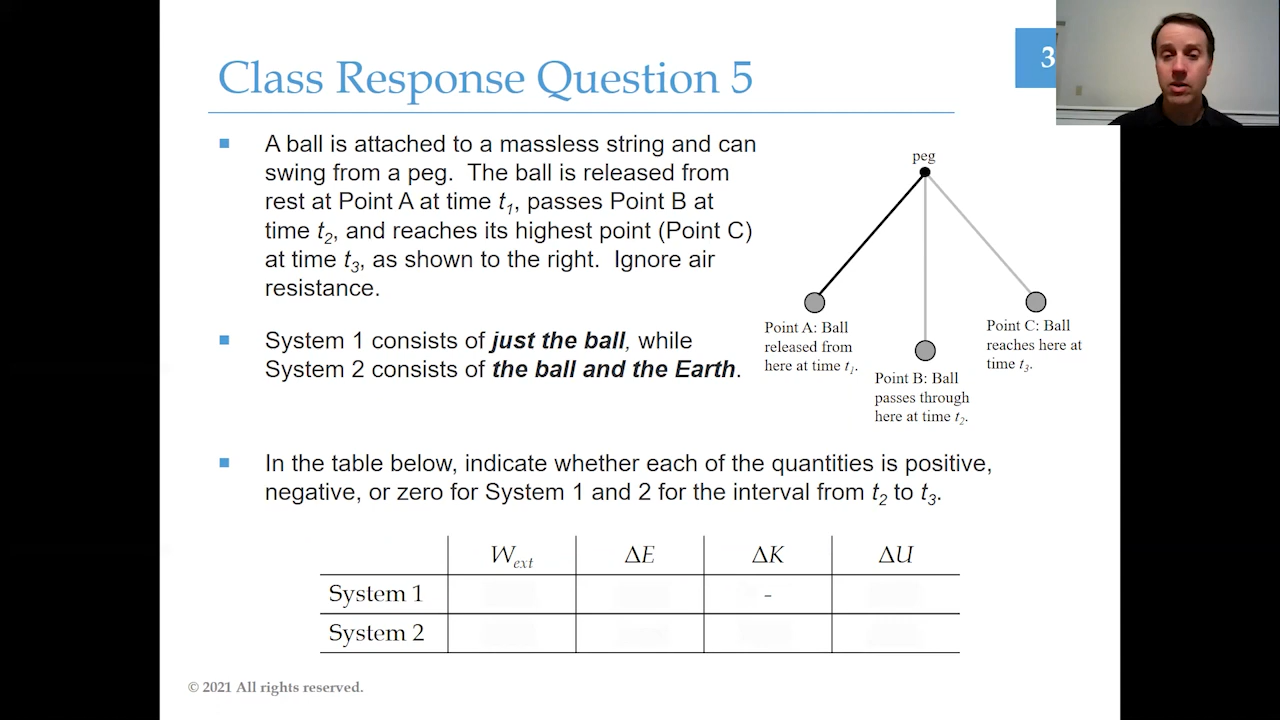 Class Response Question 5
3
▪ A ball is attached to a massless string and can
swing from a peg. The ball is released from
rest at Point A at time t1, passes Point B at
time t2, and reaches its highest point (Point C)
at time t3, as shown to the right. Ignore air
resistance.
▪ System 1 consists of just the ball, while
System 2 consists of the ball and the Earth.
peg
Point A: Ball
released from
here at time t1.
Point B: Ball
passes through
here at time t2.
Point C: Ball
reaches here at
time t3.
▪ In the table below, indicate whether each of the quantities is positive,
negative, or zero for System 1 and 2 for the interval from t2 to t3.
Wext ΔE ΔK ΔU
System 1 -
System 2
© 2021 All rights reserved.